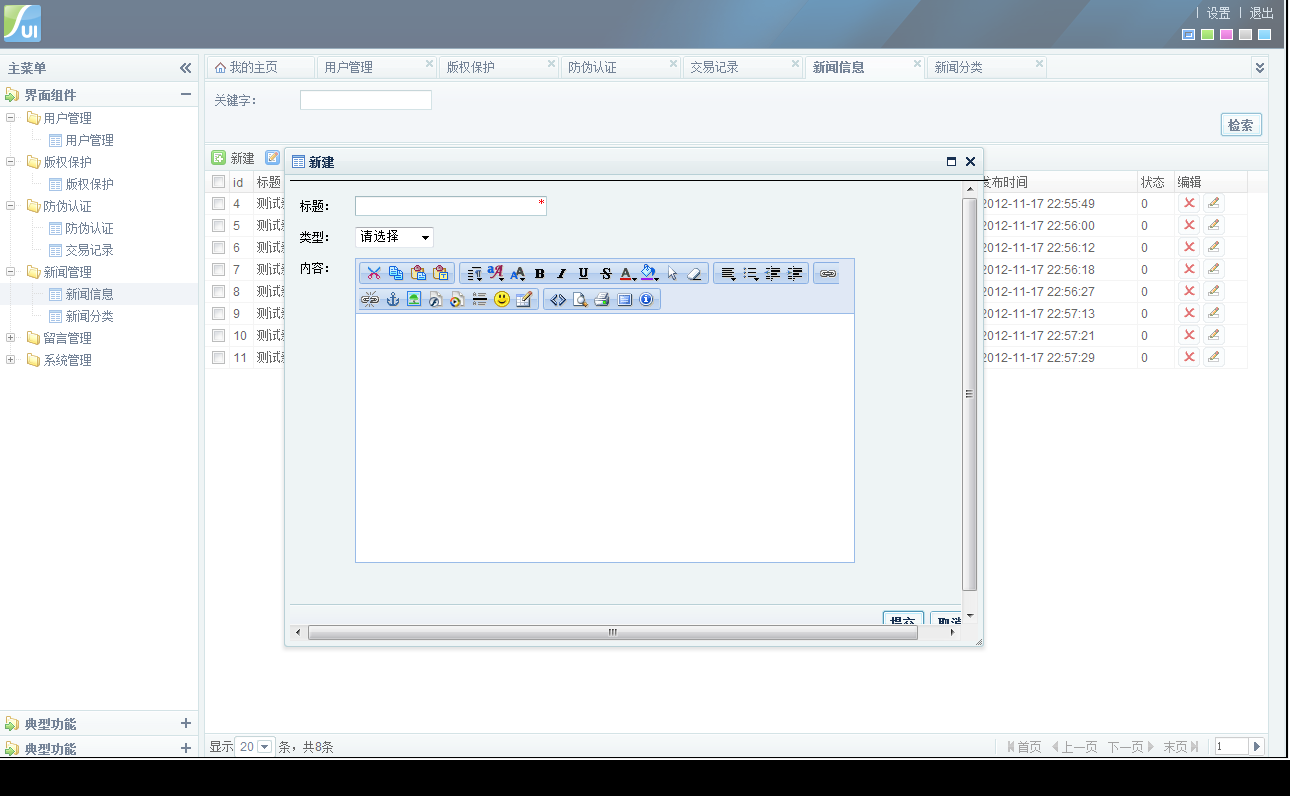 UI
设置 | 退出
主菜单
我的主页 用户管理 版权保护 防伪认证 交易记录 新闻信息 新闻分类
界面组件
用户管理
用户管理
版权保护
版权保护
防伪认证
防伪认证
交易记录
新闻管理
新闻信息
新闻分类
留言管理
系统管理
典型功能
典型功能
关键字:
检索
新建
id 标题 发布时间 状态 编辑
4 测试 2012-11-17 22:55:49 0
5 测试 2012-11-17 22:56:00 0
6 测试 2012-11-17 22:56:12 0
7 测试 2012-11-17 22:56:18 0
8 测试 2012-11-17 22:56:27 0
9 测试 2012-11-17 22:57:13 0
10 测试 2012-11-17 22:57:21 0
11 测试 2012-11-17 22:57:29 0
新建
标题: *
类型: 请选择
内容:
提交 取消
显示 20 条，共8条
首页 上一页 下一页 末页 1